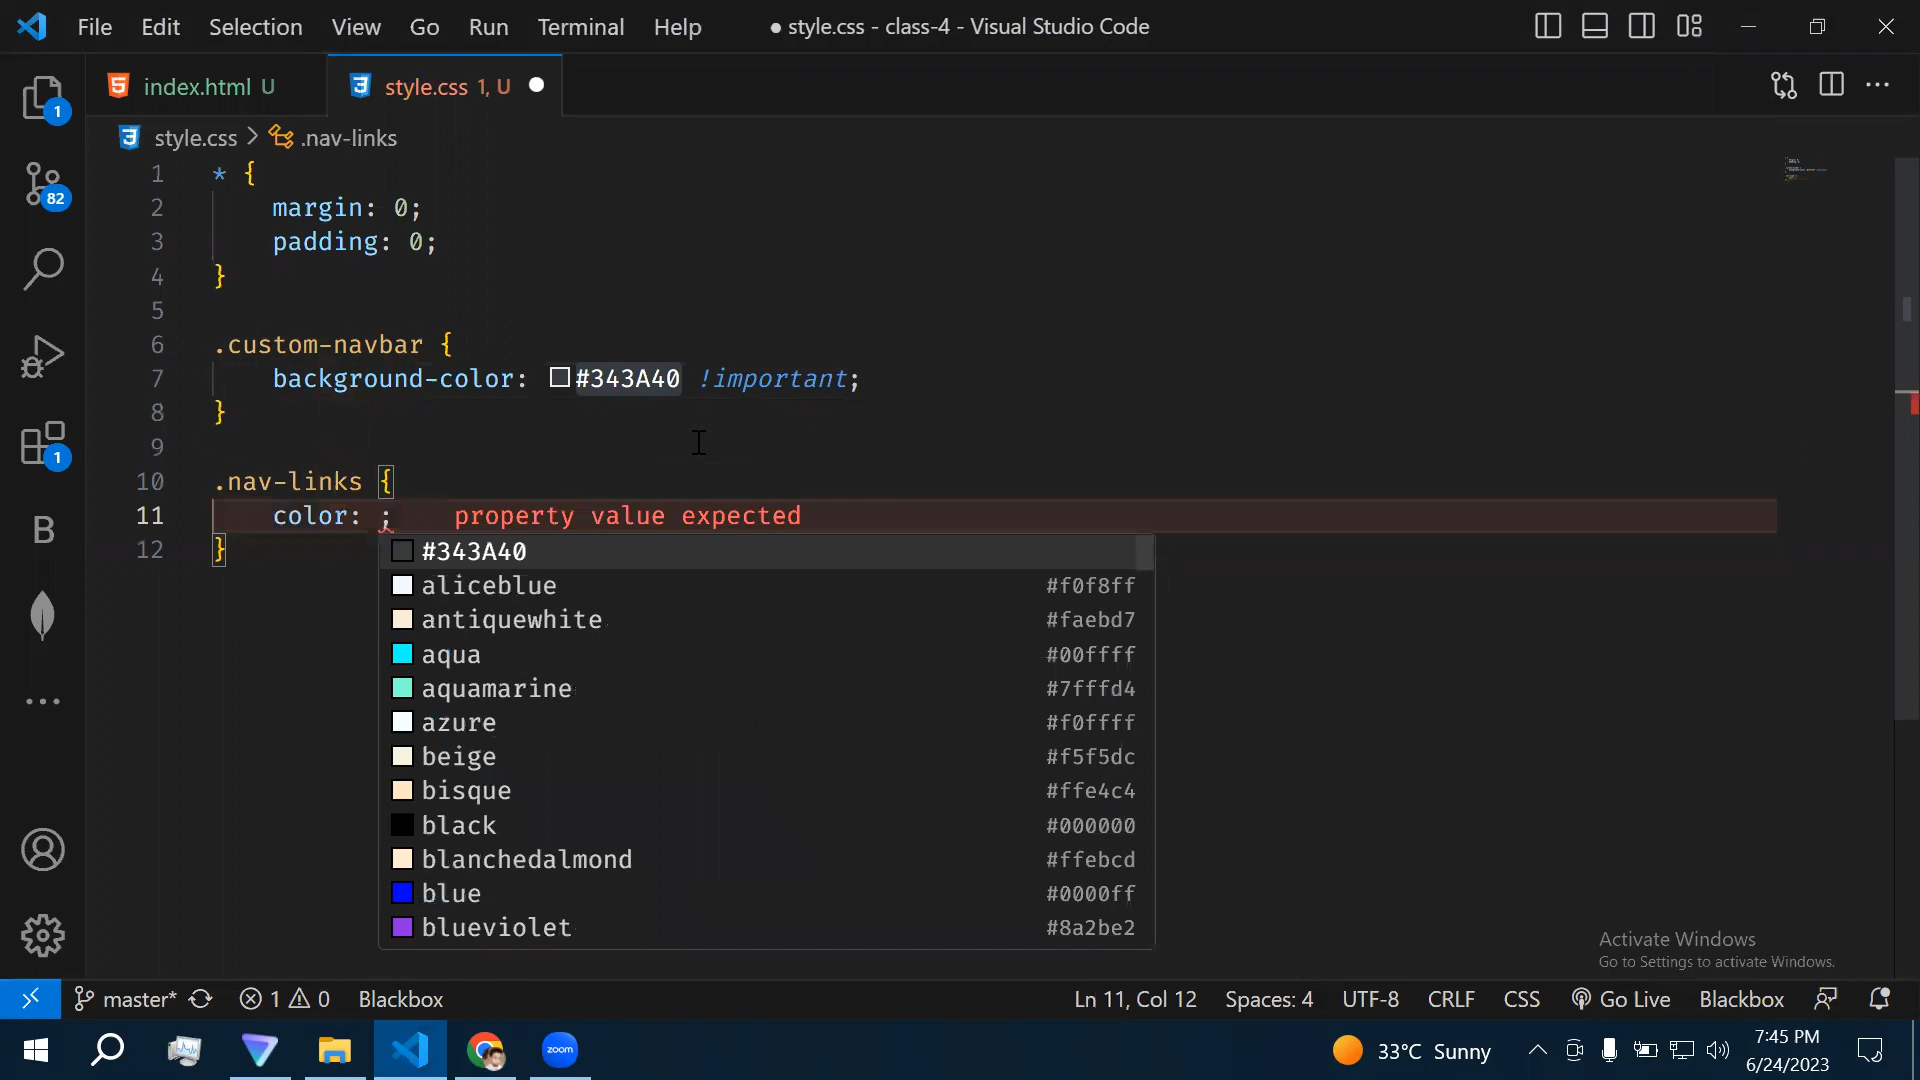 File Edit Selection View Go Run Terminal Help ● style.css - class-4 - Visual Studio Code
index.html U style.css 1, U
style.css > .nav-links
1 * {
2 margin: 0;
3 padding: 0;
4 }
5
6 .custom-navbar {
7 background-color: #343A40 !important;
8 }
9
10 .nav-links {
11 color: ; property value expected
12 }
#343A40
aliceblue #f0f8ff
antiquewhite #faebd7
aqua #00ffff
aquamarine #7fffd4
azure #f0ffff
beige #f5f5dc
bisque #ffe4c4
black #000000
blanchedalmond #ffebcd
blue #0000ff
blueviolet #8a2be2
1
82
1
B
Activate Windows
Go to Settings to activate Windows.
master* 1 0 Blackbox Ln 11, Col 12 Spaces: 4 UTF-8 CRLF CSS Go Live Blackbox
zoom 33°C Sunny 7:45 PM
6/24/2023